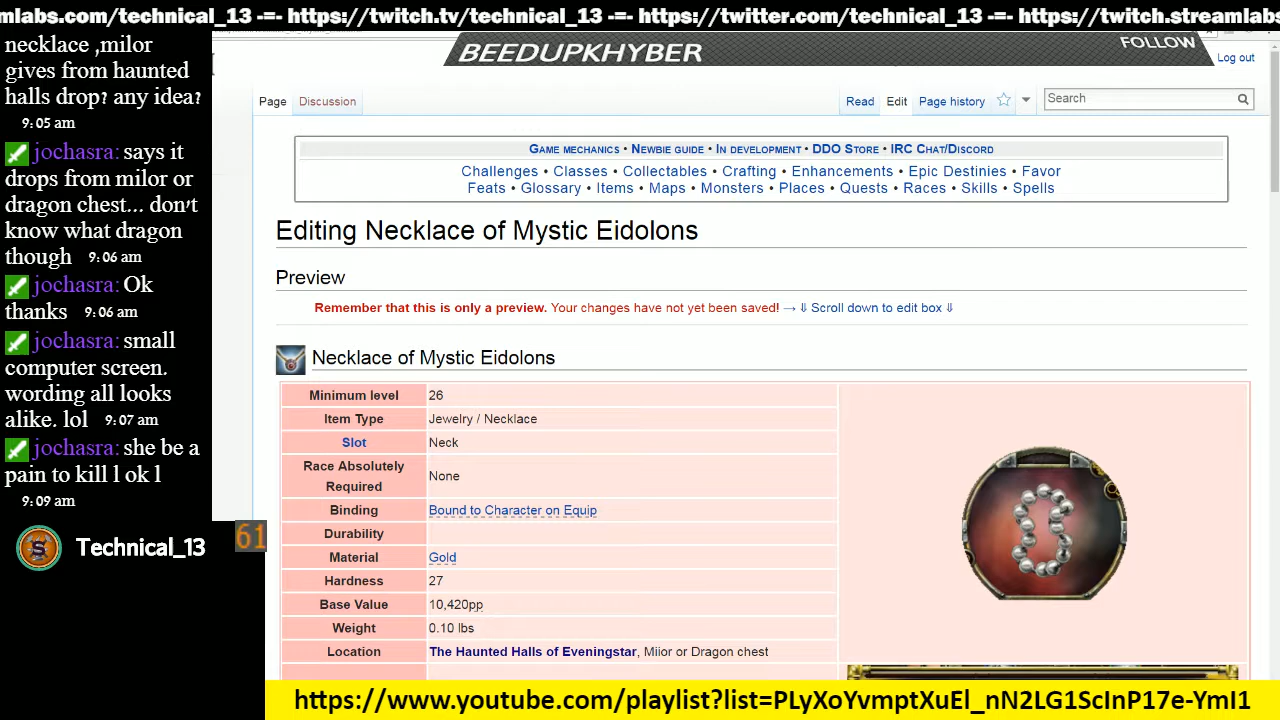 mlabs.com/technical_13 -=- https://twitch.tv/technical_13 -=- https://twitter.com/technical_13 -=- https://twitch.streamlabs
necklace ,milor
gives from haunted
halls drop? any idea?
9:05 am
jochasra: says it
drops from milor or
dragon chest... don't
know what dragon
though 9:06 am
jochasra: Ok
thanks 9:06 am
jochasra: small
computer screen.
wording all looks
alike. lol 9:07 am
jochasra: she be a
pain to kill l ok l
9:09 am
Technical_13
61
BEEDUPKHYBER
FOLLOW
Log out
Page Discussion Read Edit Page history Search
Game mechanics • Newbie guide • In development • DDO Store • IRC Chat/Discord
Challenges • Classes • Collectables • Crafting • Enhancements • Epic Destinies • Favor
Feats • Glossary • Items • Maps • Monsters • Places • Quests • Races • Skills • Spells
Editing Necklace of Mystic Eidolons
Preview
Remember that this is only a preview. Your changes have not yet been saved! → ⇓ Scroll down to edit box ⇓
Necklace of Mystic Eidolons
Minimum level 26
Item Type Jewelry / Necklace
Slot Neck
Race Absolutely
Required None
Binding Bound to Character on Equip
Durability
Material Gold
Hardness 27
Base Value 10,420pp
Weight 0.10 lbs
Location The Haunted Halls of Eveningstar, Miior or Dragon chest
https://www.youtube.com/playlist?list=PLyXoYvmptXuEl_nN2LG1ScInP17e-YmI1